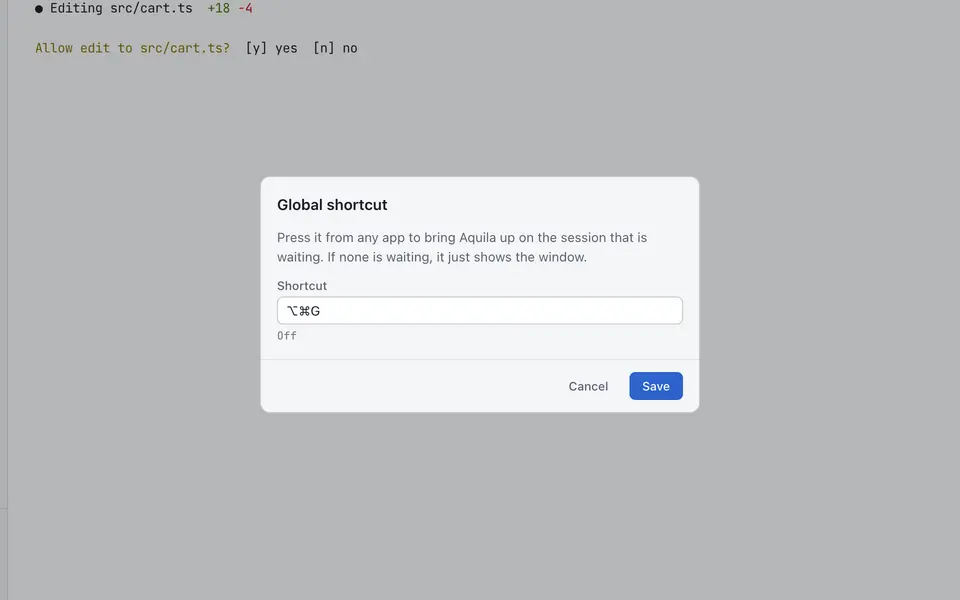 ● Editing src/cart.ts +18 -4
Allow edit to src/cart.ts? [y] yes [n] no
Global shortcut
Press it from any app to bring Aquila up on the session that is
waiting. If none is waiting, it just shows the window.
Shortcut
⌥⌘G
Off
Cancel Save